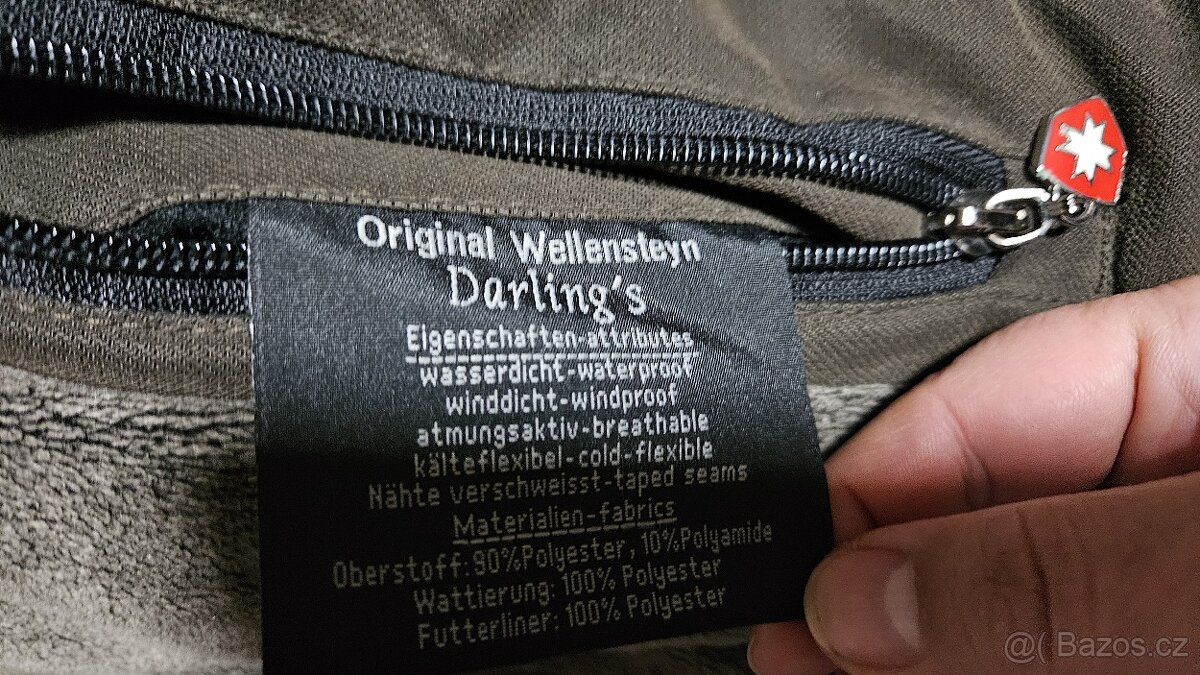 Original Wellensteyn
Darling's
Eigenschaften-attributes
wasserdicht-waterproof
winddicht-windproof
atmungsaktiv-breathable
kälteflexibel-cold-flexible
Nähte verschweisst-taped seams
Materialien-fabrics
Oberstoff:90%Polyester, 10%Polyamide
Wattierung: 100% Polyester
Futterliner: 100% Polyester
@( Bazos.cz